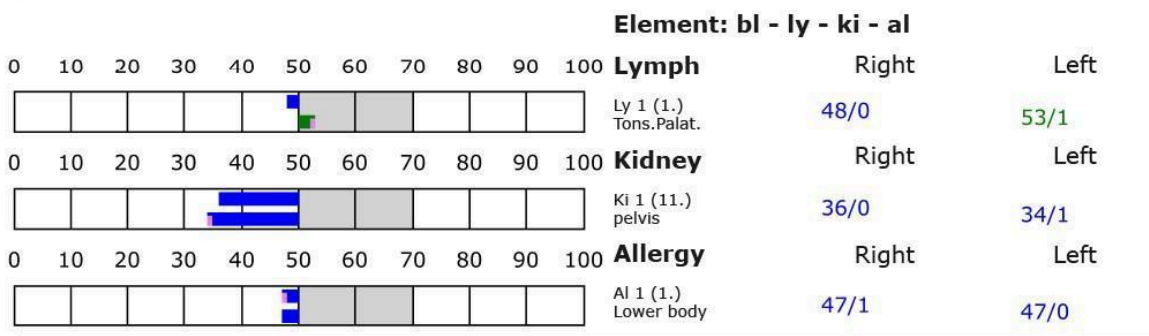 Element: bl - ly - ki - al
0 10 20 30 40 50 60 70 80 90 100 Lymph Right Left
Ly 1 (1.) 48/0 53/1
Tons.Palat.
0 10 20 30 40 50 60 70 80 90 100 Kidney Right Left
Ki 1 (11.) 36/0 34/1
pelvis
0 10 20 30 40 50 60 70 80 90 100 Allergy Right Left
Al 1 (1.) 47/1 47/0
Lower body